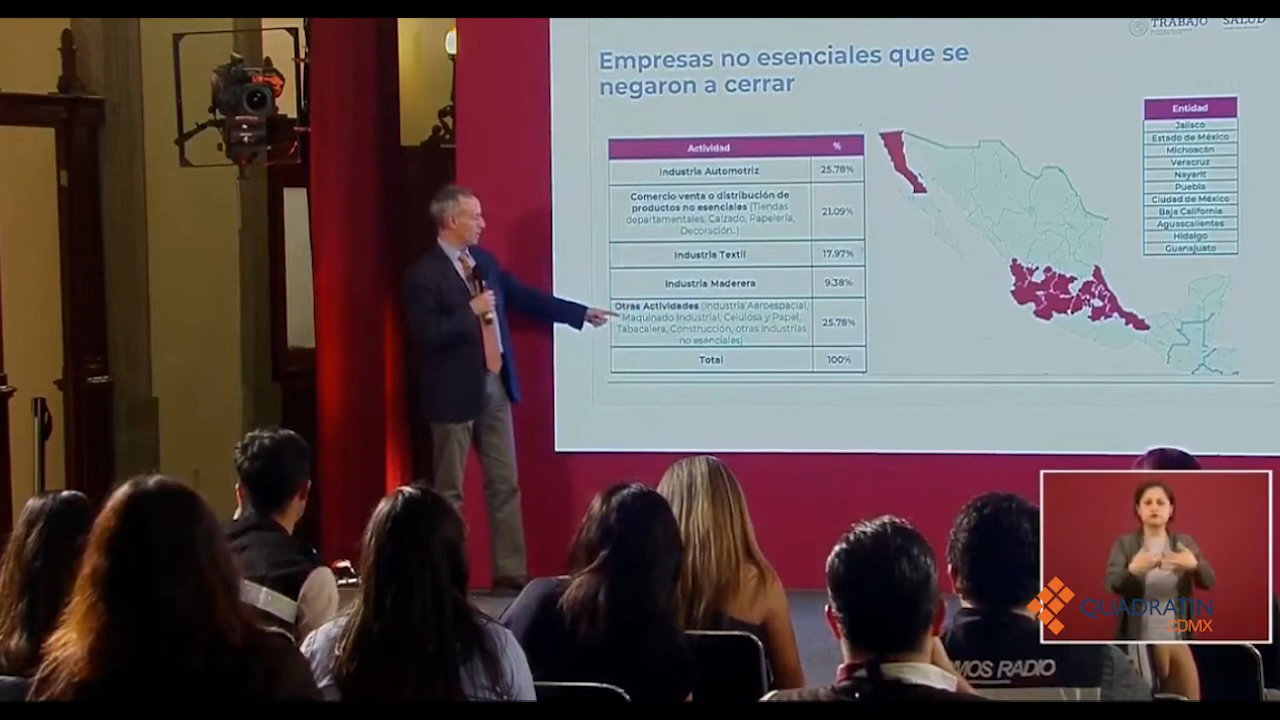 TRABAJO
SALUD
Empresas no esenciales que se
negaron a cerrar
Actividad
%
Industria Automotriz
25.78%
Comercio venta o distribución de
productos no esenciales (Tiendas
departamentales, Calzado, Papelería,
Decoración.)
21.09%
Industria Textil
17.97%
Industria Maderera
9.38%
Otras Actividades (Industria Aeroespacial,
Maquinado Industrial, Celulosa y Papel,
Tabacalera, Construcción, otras industrias
no esenciales)
25.78%
Total
100%
Entidad
Jalisco
Estado de México
Michoacán
Veracruz
Nayarit
Puebla
Ciudad de México
Baja California
Aguascalientes
Hidalgo
Guanajuato
QUADRATIN
CDMX
MOS RADIO